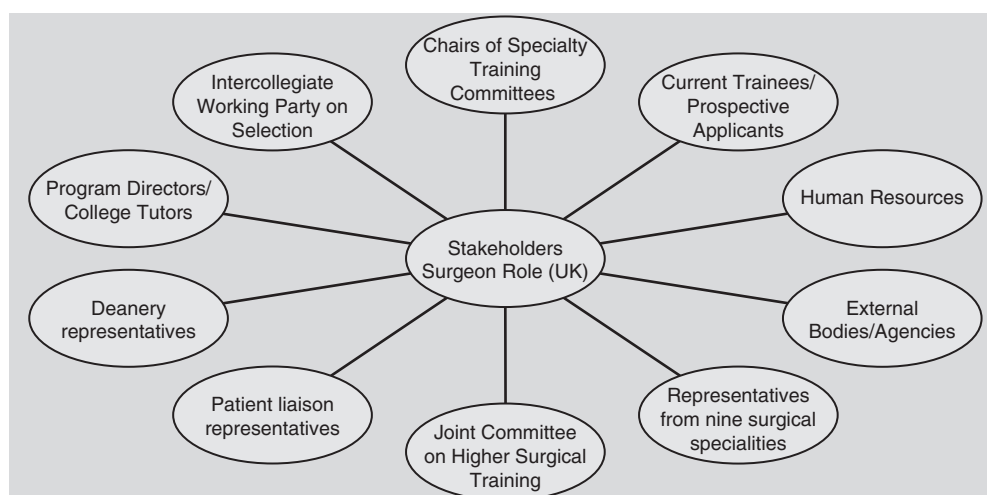 Chairs of Specialty
Training
Committees
Intercollegiate
Working Party on
Selection
Current Trainees/
Prospective
Applicants
Program Directors/
College Tutors
Human Resources
Stakeholders
Surgeon Role (UK)
Deanery
representatives
External
Bodies/Agencies
Patient liaison
representatives
Joint Committee
on Higher Surgical
Training
Representatives
from nine surgical
specialities